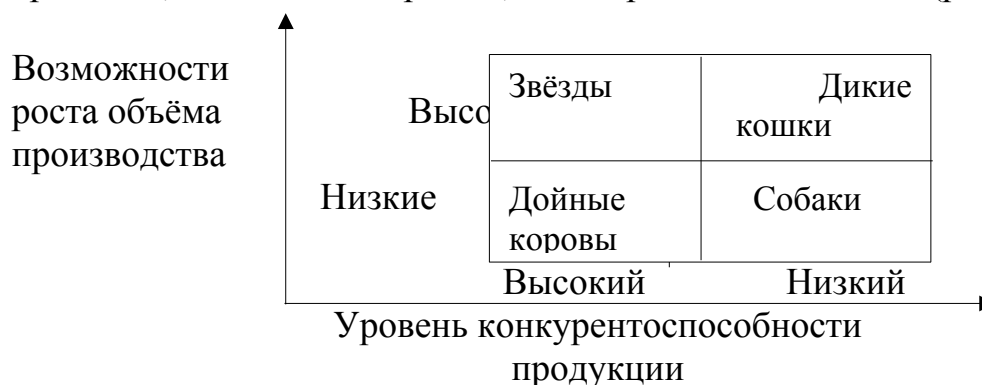 Возможности
роста объёма
производства
Высо
Низкие
Звёзды
Дикие
кошки
Дойные
коровы
Собаки
Высокий
Низкий
Уровень конкурентоспособности
продукции